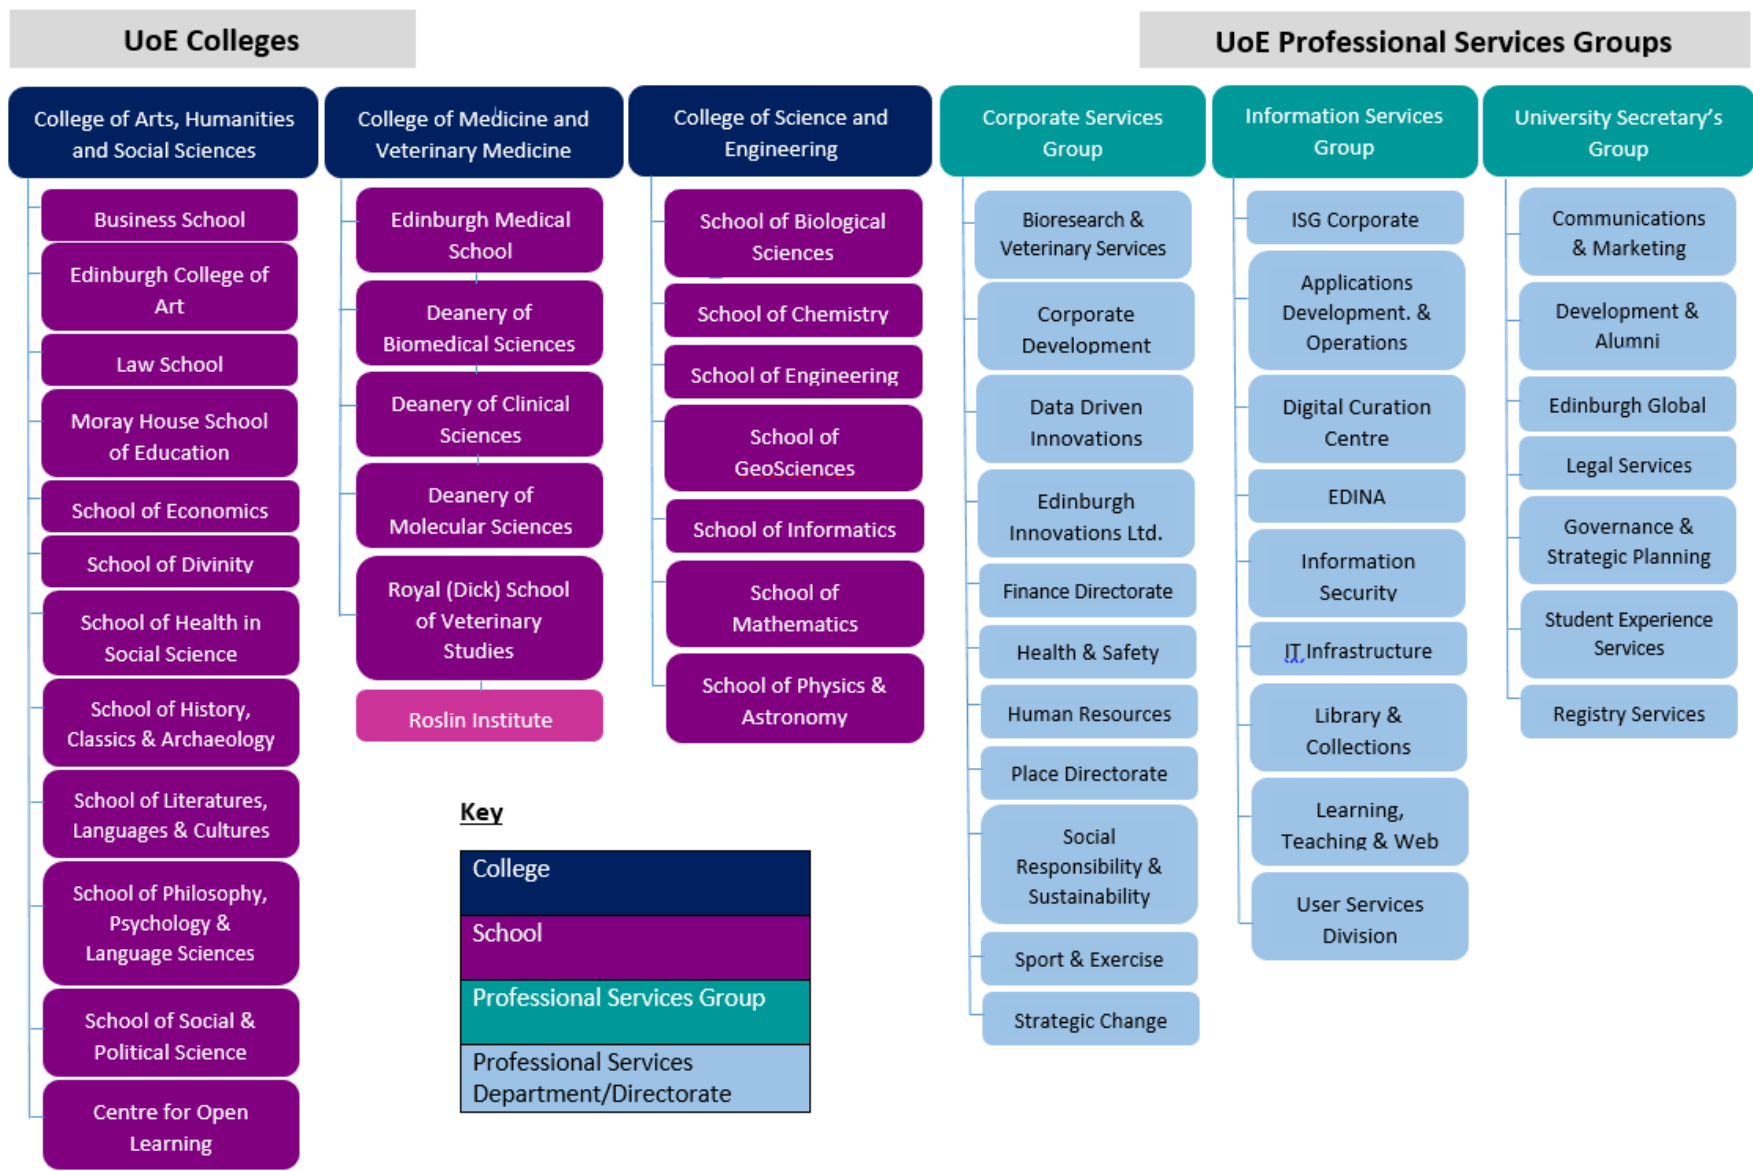 UoE Colleges
UoE Professional Services Groups
College of Arts, Humanities
and Social Sciences
Business School
Edinburgh College of
Art
Law School
Moray House School
of Education
School of Economics
School of Divinity
School of Health in
Social Science
School of History,
Classics & Archaeology
School of Literatures,
Languages & Cultures
School of Philosophy,
Psychology &
Language Sciences
School of Social &
Political Science
Centre for Open
Learning
College of Medicine and
Veterinary Medicine
Edinburgh Medical
School
Deanery of
Biomedical Sciences
Deanery of Clinical
Sciences
Deanery of
Molecular Sciences
Royal (Dick) School
of Veterinary
Studies
Roslin Institute
College of Science and
Engineering
School of Biological
Sciences
School of Chemistry
School of Engineering
School of
GeoSciences
School of Informatics
School of
Mathematics
School of Physics &
Astronomy
Corporate Services
Group
Bioresearch &
Veterinary Services
Corporate
Development
Data Driven
Innovations
Edinburgh
Innovations Ltd.
Finance Directorate
Health & Safety
Human Resources
Place Directorate
Social
Responsibility &
Sustainability
Sport & Exercise
Strategic Change
Information Services
Group
ISG Corporate
Applications
Development. &
Operations
Digital Curation
Centre
EDINA
Information
Security
IT Infrastructure
Library &
Collections
Learning,
Teaching & Web
User Services
Division
University Secretary’s
Group
Communications
& Marketing
Development &
Alumni
Edinburgh Global
Legal Services
Governance &
Strategic Planning
Student Experience
Services
Registry Services
Key
College
School
Professional Services Group
Professional Services
Department/Directorate